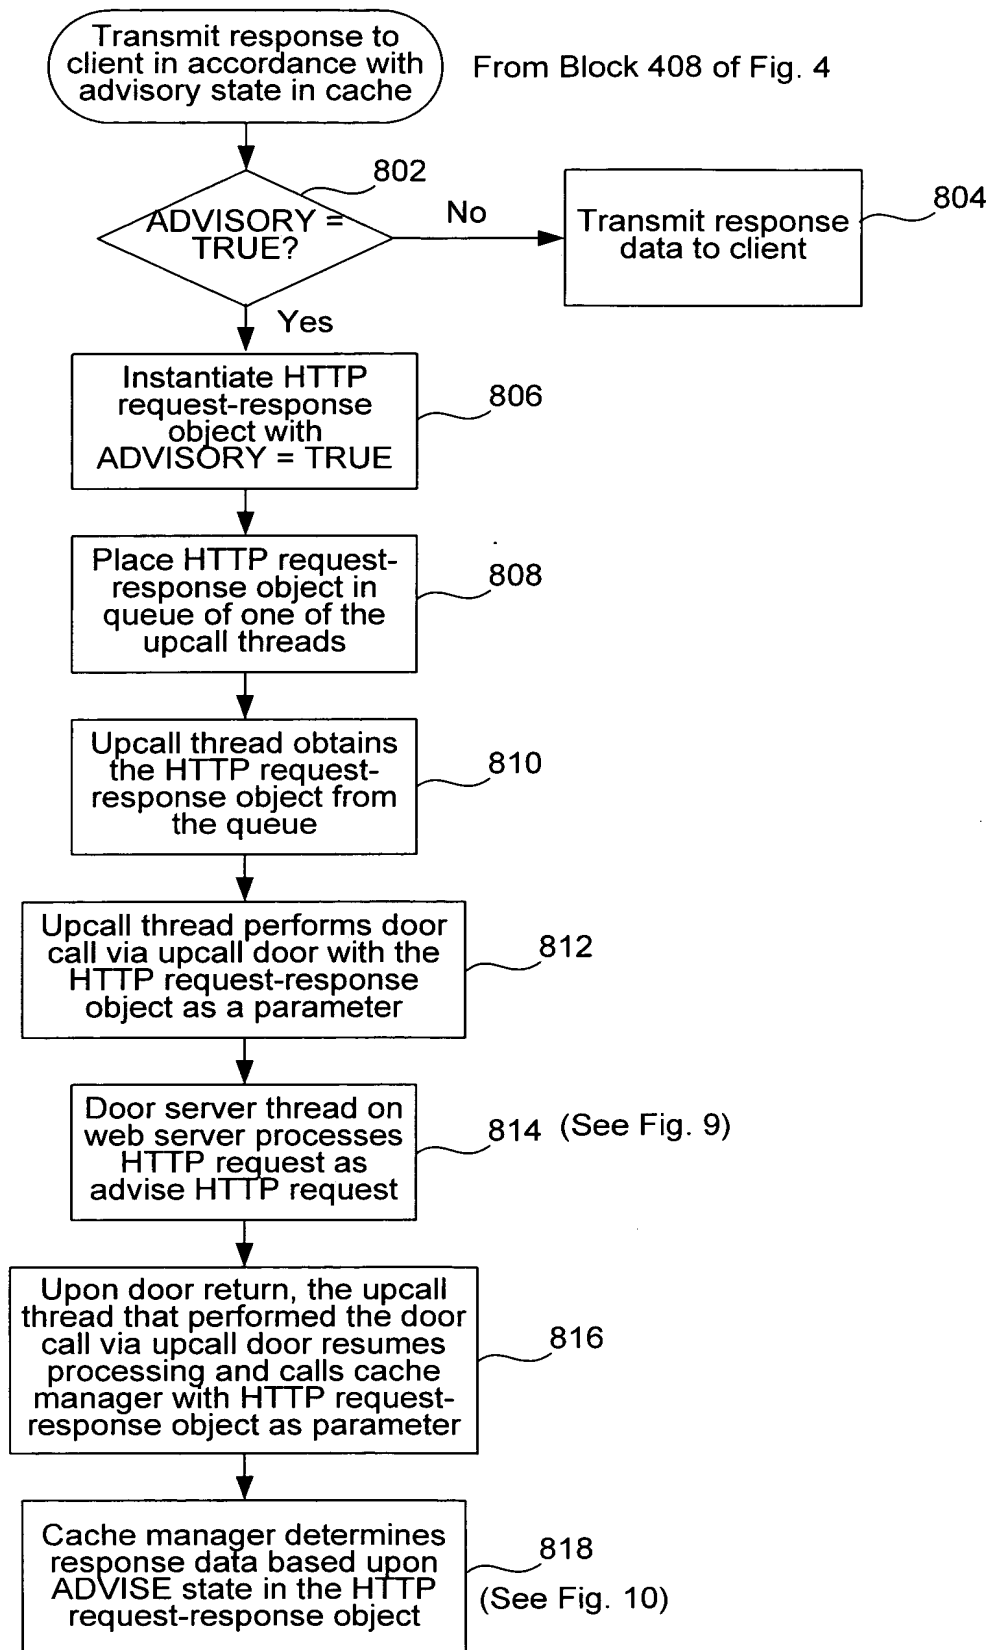 Transmit response to
client in accordance with
advisory state in cache
From Block 408 of Fig. 4
802
ADVISORY =
TRUE?
No
Transmit response
data to client
804
Yes
Instantiate HTTP
request-response
object with
ADVISORY = TRUE
806
Place HTTP request-
response object in
queue of one of the
upcall threads
808
Upcall thread obtains
the HTTP request-
response object from
the queue
810
Upcall thread performs door
call via upcall door with the
HTTP request-response
object as a parameter
812
Door server thread on
web server processes
HTTP request as
advise HTTP request
814 (See Fig. 9)
Upon door return, the upcall
thread that performed the door
call via upcall door resumes
processing and calls cache
manager with HTTP request-
response object as parameter
816
Cache manager determines
response data based upon
ADVISE state in the HTTP
request-response object
818
(See Fig. 10)